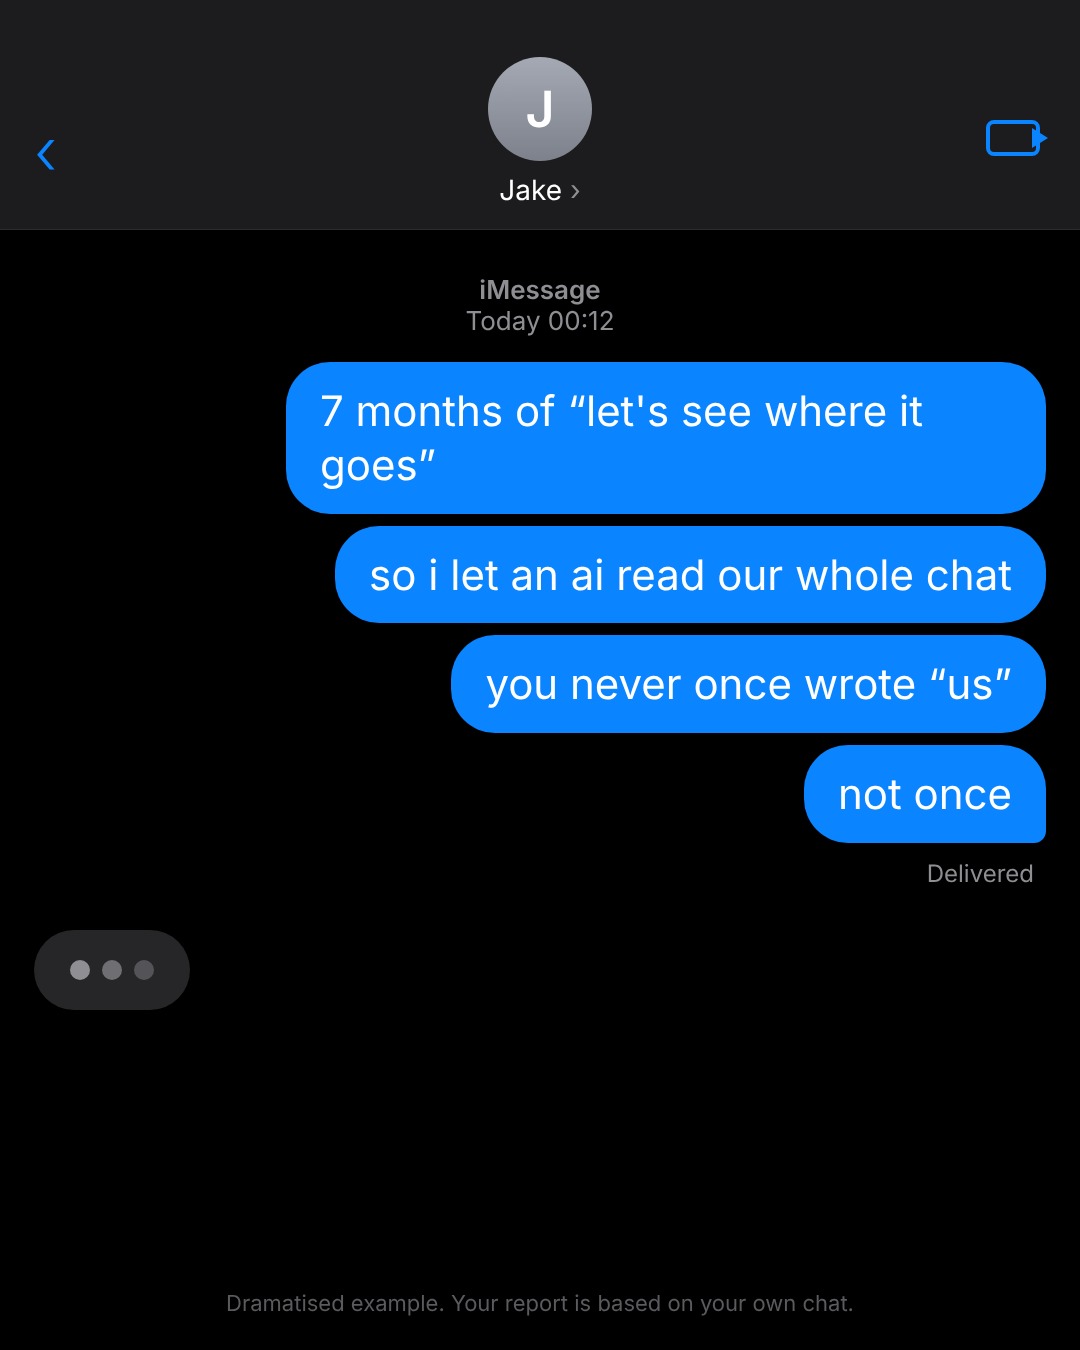 J
Jake ›
iMessage
Today 00:12
7 months of “let's see where it
goes”
so i let an ai read our whole chat
you never once wrote “us”
not once
Delivered
Dramatised example. Your report is based on your own chat.